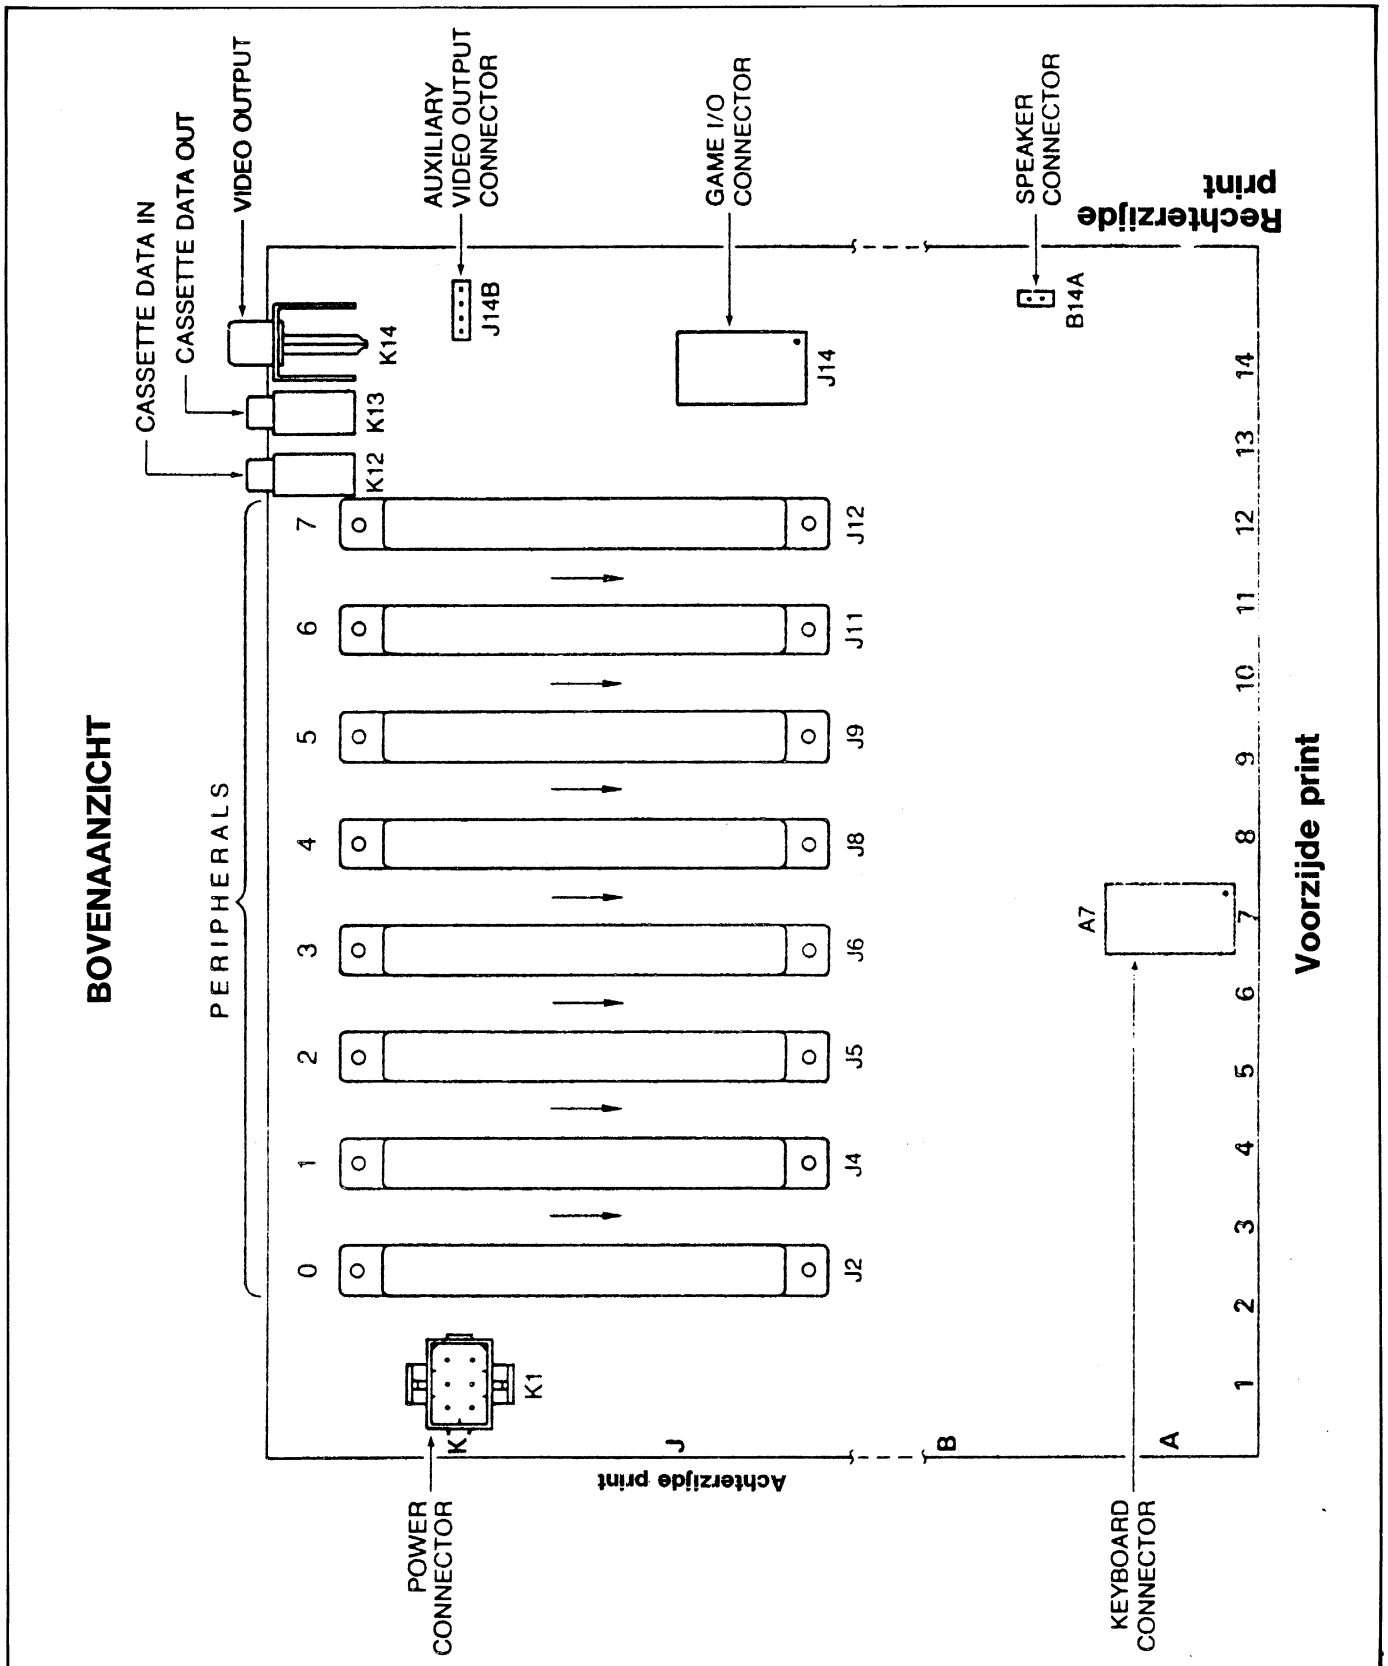 BOVENAANZICHT
CASSETTE DATA IN
CASSETTE DATA OUT
VIDEO OUTPUT
PERIPHERALS
0 1 2 3 4 5 6 7
K12 K13 K14
POWER
CONNECTOR
K
K1
J14B
AUXILIARY
VIDEO OUTPUT
CONNECTOR
Achterzijde print
J
J14
GAME I/O
CONNECTOR
J2 J4 J5 J6 J8 J9 J11 J12
B
B14A
SPEAKER
CONNECTOR
Rechterzijde
print
KEYBOARD
CONNECTOR
A
A7
1 2 3 4 5 6 7 8 9 10 11 12 13 14
Voorzijde print